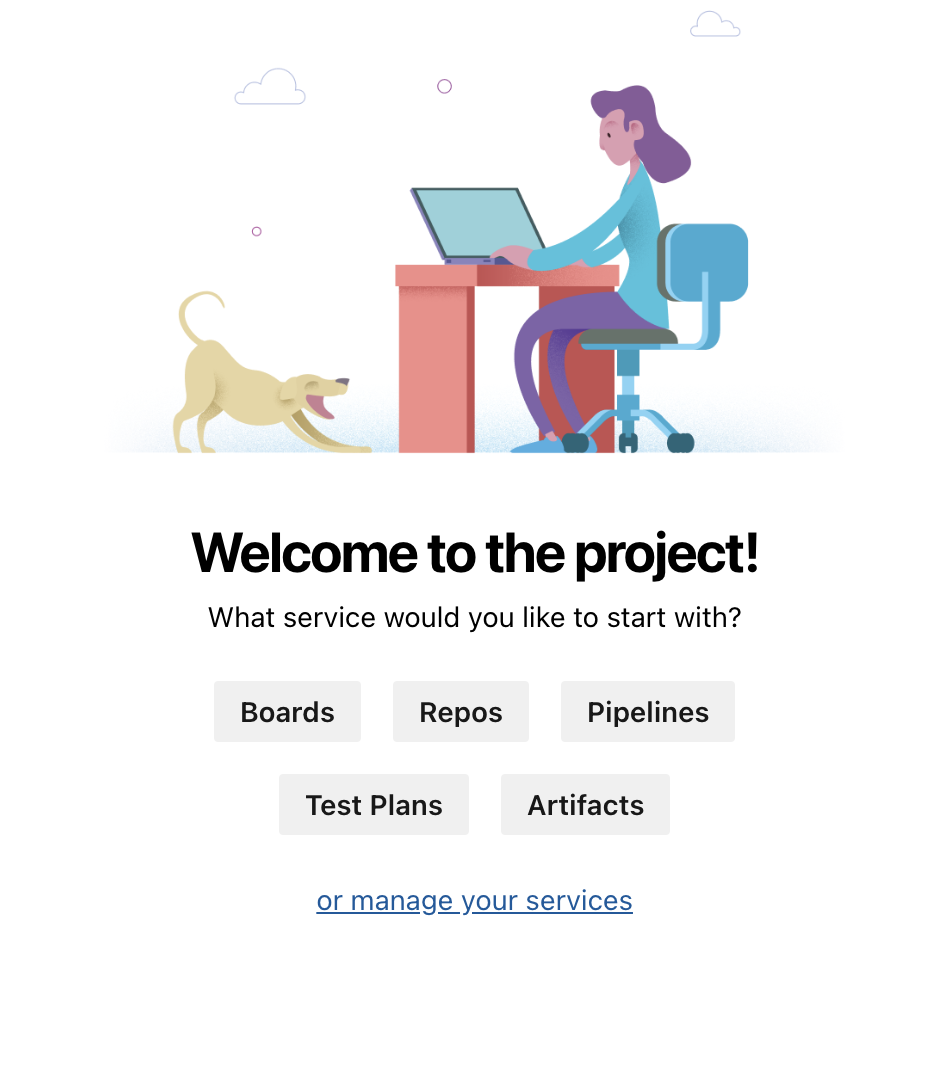 Welcome to the project!
What service would you like to start with?
Boards Repos Pipelines
Test Plans Artifacts
or manage your services